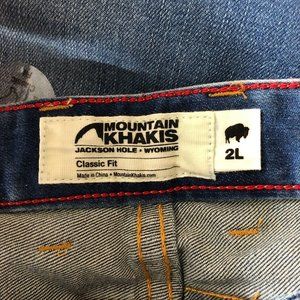 MOUNTAIN
KHAKIS
JACKSON HOLE • WYOMING
Classic Fit
Made in China • MountainKhakis.com
2L